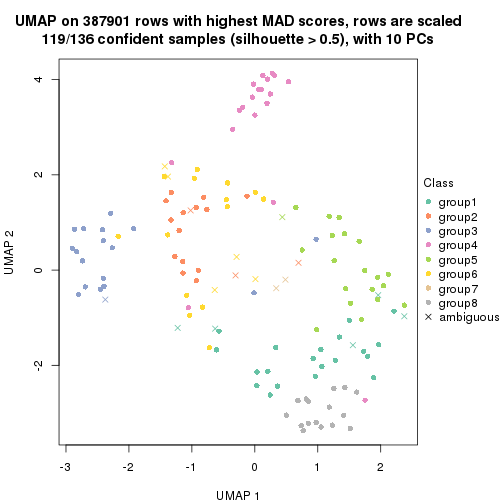 UMAP on 387901 rows with highest MAD scores, rows are scaled
119/136 confident samples (silhouette > 0.5), with 10 PCs
4
2
0
-2
UMAP 2
-3
-2
-1
0
1
2
UMAP 1
Class
group1
group2
group3
group4
group5
group6
group7
group8
ambiguous